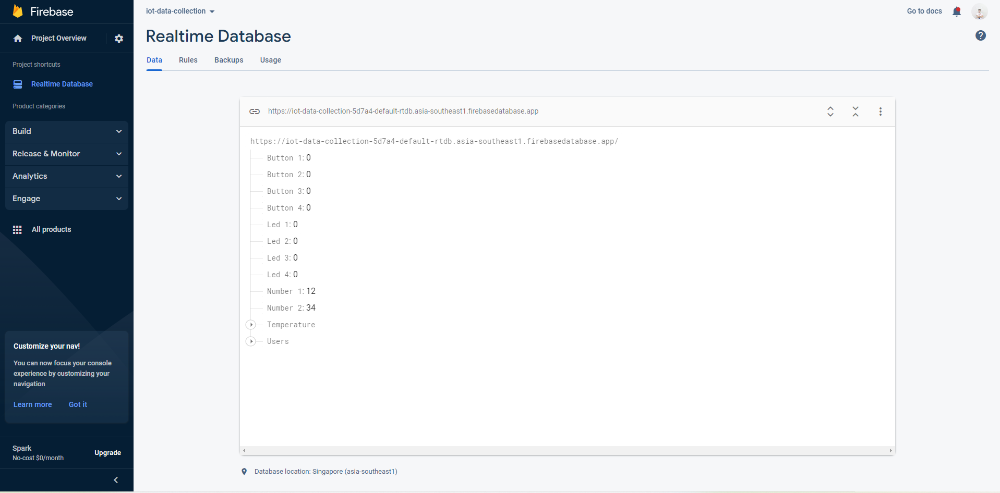 Firebase
Project Overview
Project shortcuts
Realtime Database
Product categories
Build
Release & Monitor
Analytics
Engage
All products
Customize your nav!
You can now focus your console
experience by customizing your
navigation
Learn more Got it
Spark
No-cost $0/month
Upgrade
iot-data-collection
Go to docs
Realtime Database
?
Data Rules Backups Usage
https://iot-data-collection-5d7a4-default-rtdb.asia-southeast1.firebasedatabase.app
https://iot-data-collection-5d7a4-default-rtdb.asia-southeast1.firebasedatabase.app/
Button 1: 0
Button 2: 0
Button 3: 0
Button 4: 0
Led 1: 0
Led 2: 0
Led 3: 0
Led 4: 0
Number 1: 12
Number 2: 34
Temperature
Users
Database location: Singapore (asia-southeast1)